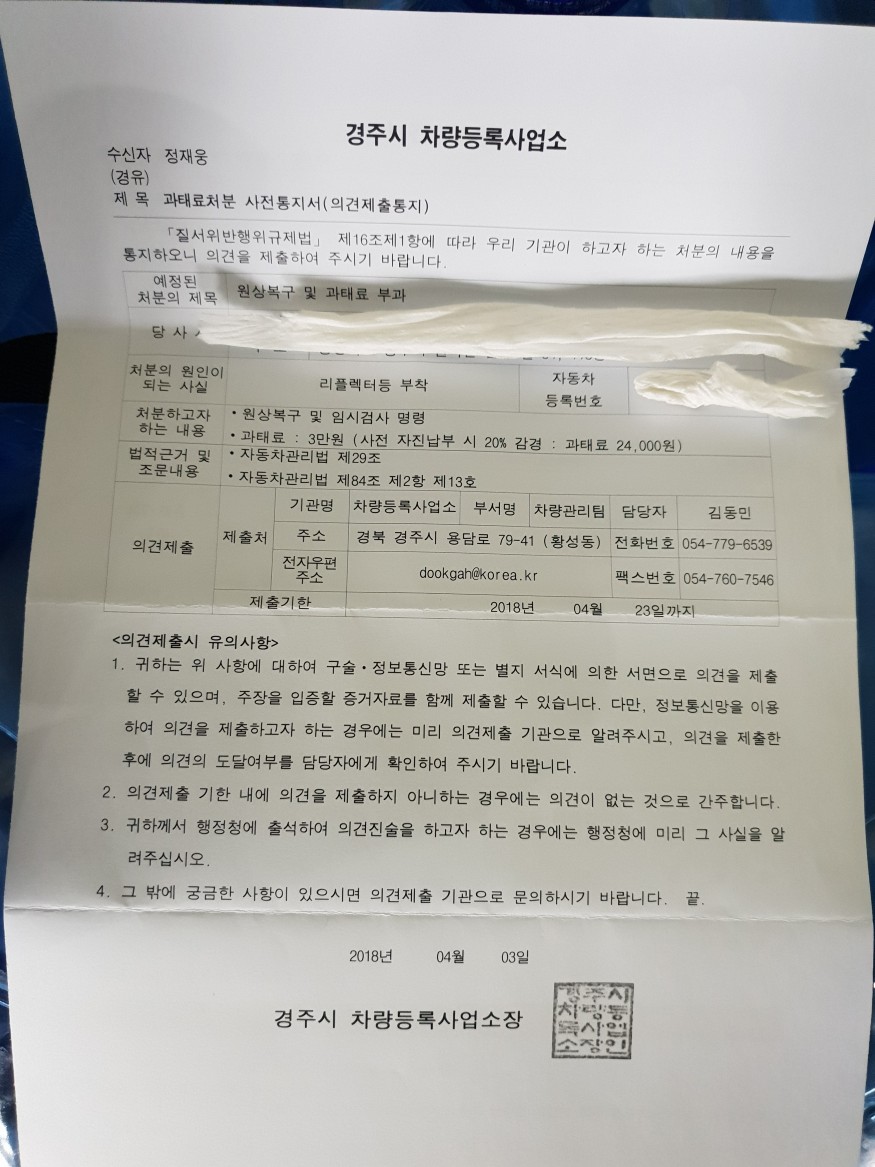 경주시 차량등록사업소
수신자 정재웅
(경유)
제 목 과태료처분 사전통지서(의견제출통지)
「질서위반행위규제법」 제16조제1항에 따라 우리 기관이 하고자 하는 처분의 내용을
통지하오니 의견을 제출하여 주시기 바랍니다.
예정된
처분의 제목
원상복구 및 과태료 부과
당 사
처분의 원인이
되는 사실
리플렉터등 부착
자동차
등록번호
처분하고자
하는 내용
• 원상복구 및 임시검사 명령
• 과태료 : 3만원 (사전 자진납부 시 20% 감경 : 과태료 24,000원)
법적근거 및
조문내용
• 자동차관리법 제29조
• 자동차관리법 제84조 제2항 제13호
의견제출
제출처
기관명 차량등록사업소 부서명 차량관리팀 담당자 김동민
주소 경북 경주시 용담로 79-41 (황성동) 전화번호 054-779-6539
전자우편
주소
dookgah@korea.kr 팩스번호 054-760-7546
제출기한 2018년 04월 23일까지
<의견제출시 유의사항>
1. 귀하는 위 사항에 대하여 구술•정보통신망 또는 별지 서식에 의한 서면으로 의견을 제출
할 수 있으며, 주장을 입증할 증거자료를 함께 제출할 수 있습니다. 다만, 정보통신망을 이용
하여 의견을 제출하고자 하는 경우에는 미리 의견제출 기관으로 알려주시고, 의견을 제출한
후에 의견의 도달여부를 담당자에게 확인하여 주시기 바랍니다.
2. 의견제출 기한 내에 의견을 제출하지 아니하는 경우에는 의견이 없는 것으로 간주합니다.
3. 귀하께서 행정청에 출석하여 의견진술을 하고자 하는 경우에는 행정청에 미리 그 사실을 알
려주십시오.
4. 그 밖에 궁금한 사항이 있으시면 의견제출 기관으로 문의하시기 바랍니다. 끝.
2018년 04월 03일
경주시 차량등록사업소장
경주시
차량등
록사업
소장인